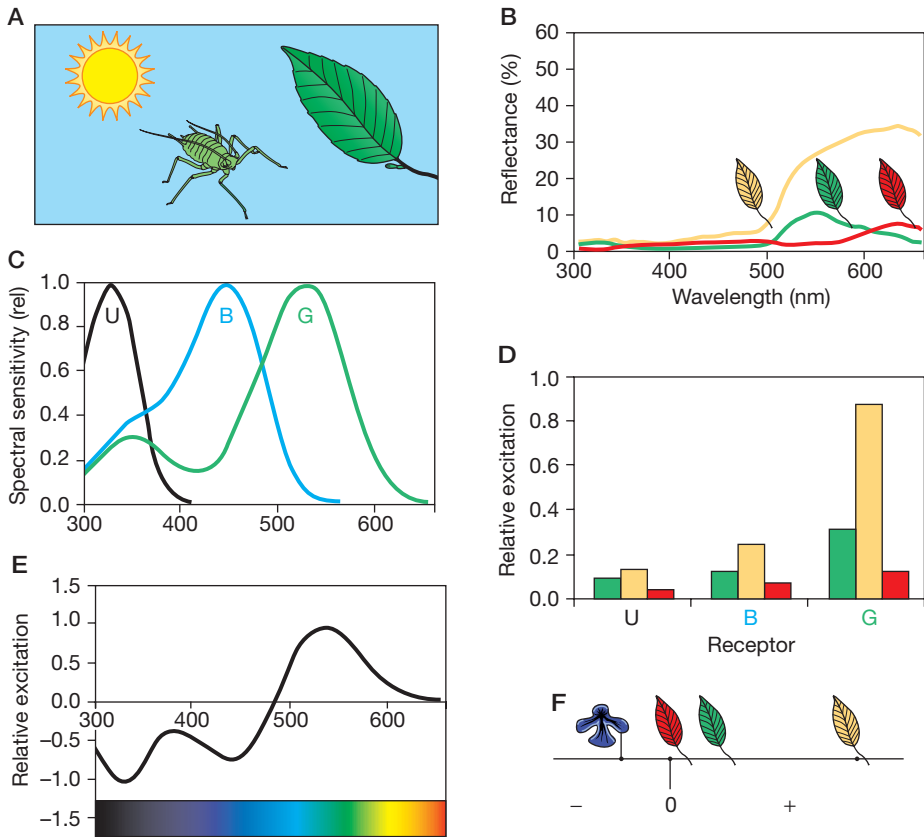 A
B
60
50
40
30
20
10
0
Reflectance (%)
300
400
500
600
Wavelength (nm)
C
1.0
0.8
0.6
0.4
0.2
0.0
Spectral sensitivity (rel)
U
B
G
300
400
500
600
D
1.0
0.8
0.6
0.4
0.2
0.0
Relative excitation
U
B
G
Receptor
E
1.5
1.0
0.5
0.0
−0.5
−1.0
−1.5
Relative excitation
300
400
500
600
F
−
0
+